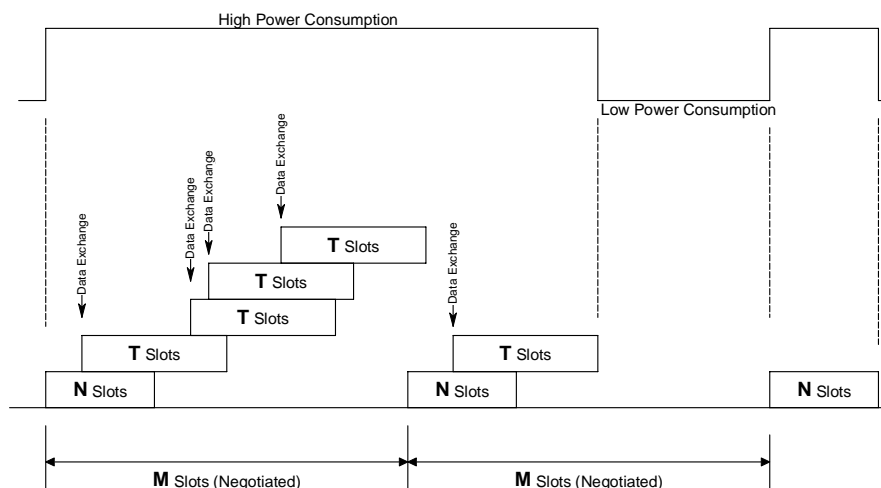 High Power Consumption
Low Power Consumption
Data Exchange
Data Exchange
Data Exchange
Data Exchange
Data Exchange
T Slots
T Slots
T Slots
T Slots
T Slots
N Slots
N Slots
N Slots
M Slots (Negotiated)
M Slots (Negotiated)